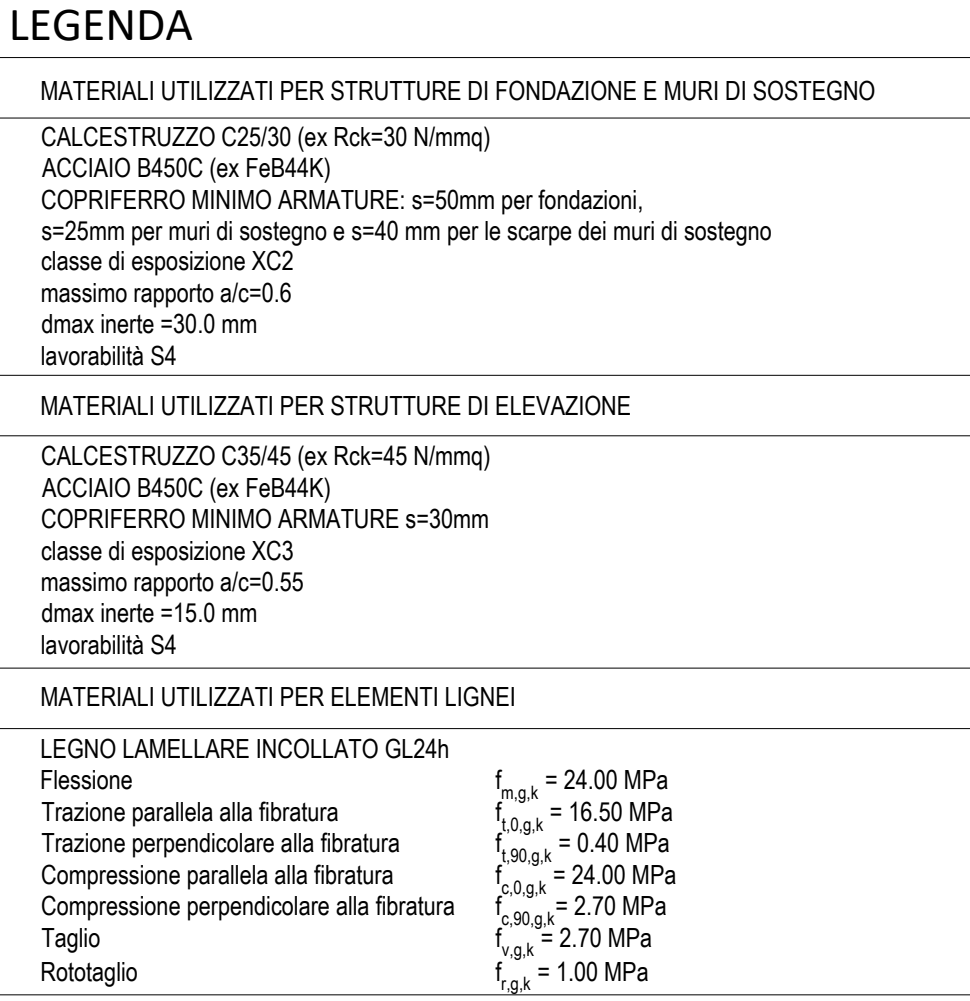 LEGENDA
MATERIALI UTILIZZATI PER STRUTTURE DI FONDAZIONE E MURI DI SOSTEGNO
CALCESTRUZZO C25/30 (ex Rck=30 N/mmq)
ACCIAIO B450C (ex FeB44K)
COPRIFERRO MINIMO ARMATURE: s=50mm per fondazioni,
s=25mm per muri di sostegno e s=40 mm per le scarpe dei muri di sostegno
classe di esposizione XC2
massimo rapporto a/c=0.6
dmax inerte =30.0 mm
lavorabilità S4
MATERIALI UTILIZZATI PER STRUTTURE DI ELEVAZIONE
CALCESTRUZZO C35/45 (ex Rck=45 N/mmq)
ACCIAIO B450C (ex FeB44K)
COPRIFERRO MINIMO ARMATURE s=30mm
classe di esposizione XC3
massimo rapporto a/c=0.55
dmax inerte =15.0 mm
lavorabilità S4
MATERIALI UTILIZZATI PER ELEMENTI LIGNEI
LEGNO LAMELLARE INCOLLATO GL24h
Flessione f m,g,k = 24.00 MPa
Trazione parallela alla fibratura f t,0,g,k = 16.50 MPa
Trazione perpendicolare alla fibratura f t,90,g,k = 0.40 MPa
Compressione parallela alla fibratura f c,0,g,k = 24.00 MPa
Compressione perpendicolare alla fibratura f c,90,g,k = 2.70 MPa
Taglio f v,g,k = 2.70 MPa
Rototaglio f r,g,k = 1.00 MPa